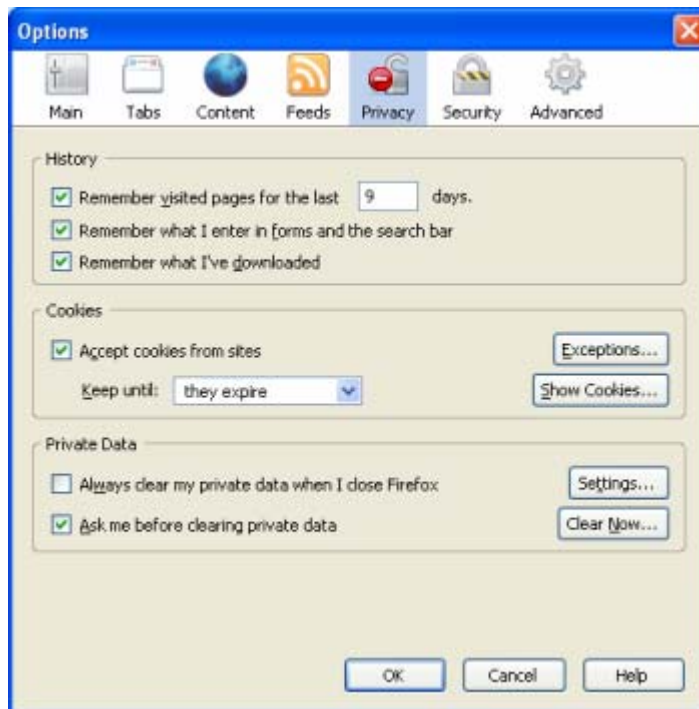 Options
Main Tabs Content Feeds Privacy Security Advanced
History
Remember visited pages for the last 9 days.
Remember what I enter in forms and the search bar
Remember what I've downloaded
Cookies
Accept cookies from sites Exceptions...
Keep until: they expire Show Cookies...
Private Data
Always clear my private data when I close Firefox Settings...
Ask me before clearing private data Clear Now...
OK Cancel Help